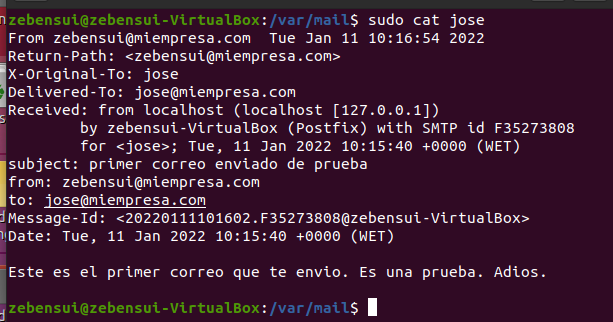 zebensui@zebensui-VirtualBox:/var/mail$ sudo cat jose
From zebensui@miempresa.com  Tue Jan 11 10:16:54 2022
Return-Path: <zebensui@miempresa.com>
X-Original-To: jose
Delivered-To: jose@miempresa.com
Received: from localhost (localhost [127.0.0.1])
        by zebensui-VirtualBox (Postfix) with SMTP id F35273808
        for <jose>; Tue, 11 Jan 2022 10:15:40 +0000 (WET)
subject: primer correo enviado de prueba
from: zebensui@miempresa.com
to: jose@miempresa.com
Message-Id: <20220111101602.F35273808@zebensui-VirtualBox>
Date: Tue, 11 Jan 2022 10:15:40 +0000 (WET)

Este es el primer correo que te envio. Es una prueba. Adios.

zebensui@zebensui-VirtualBox:/var/mail$